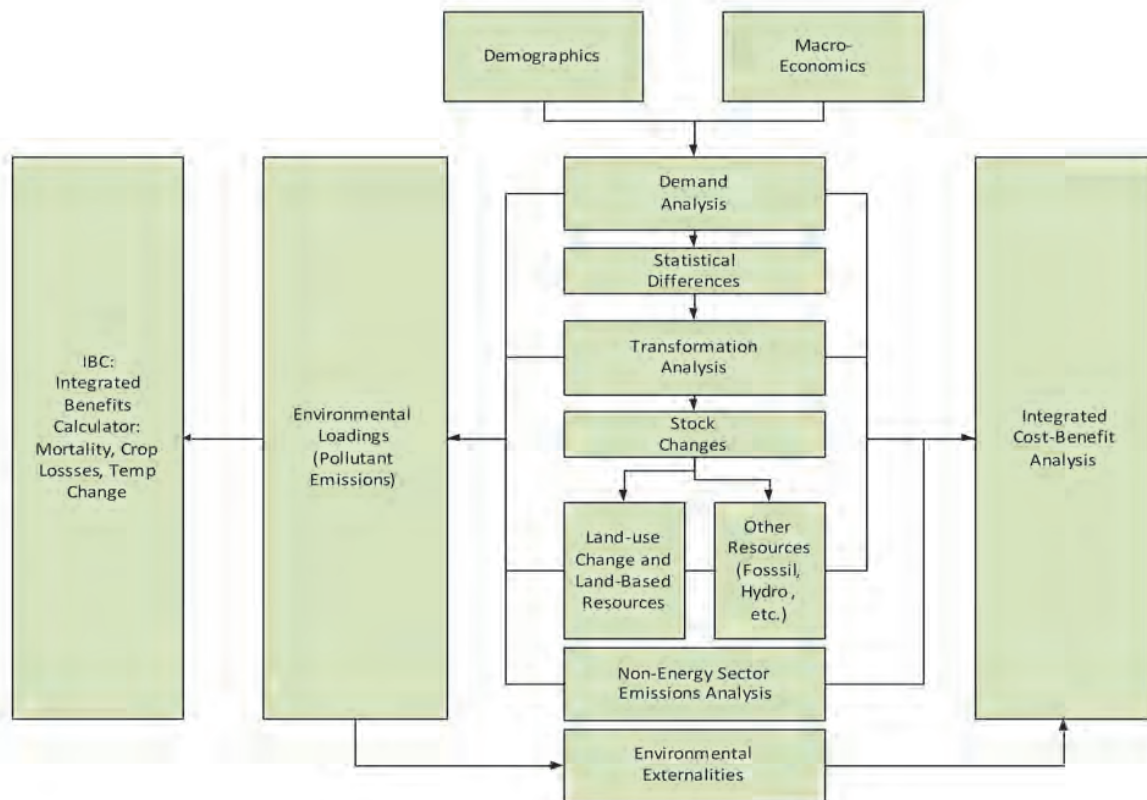 Demographics
Macro-
Economics
Demand
Analysis
Statistical
Differences
Transformation
Analysis
IBC:
Integrated
Benefits
Calculator:
Mortality, Crop
Lossses, Temp
Change
Environmental
Loadings
(Pollutant
Emissions)
Stock
Changes
Integrated
Cost-Benefit
Analysis
Land-use
Change and
Land-Based
Resources
Other
Resources
(Fosssil,
Hydro ,
etc.)
Non-Energy Sector
Emissions Analysis
Environmental
Externalities